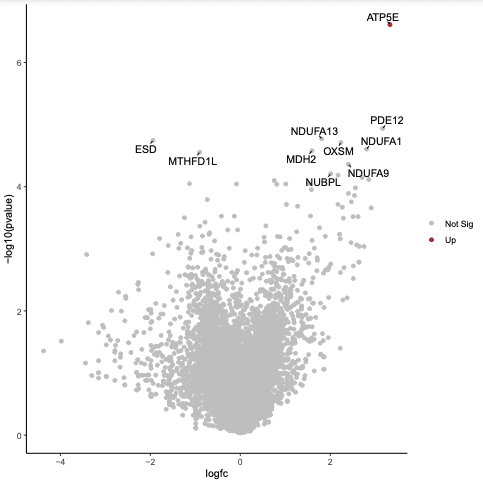 ATP5E
6
PDE12
NDUFA13
NDUFA1
ESD
OXSM
MTHFD1L
MDH2
NDUFA9
NUBPL
4
−log10(pvalue)
Not Sig
Up
2
0
−4
−2
0
2
logfc